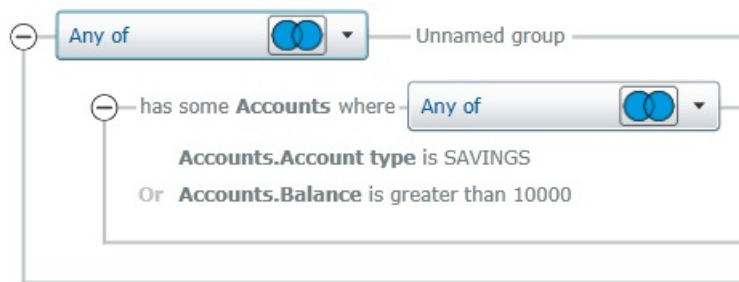 Any of Unnamed group
has some Accounts where Any of
Accounts.Account type is SAVINGS
Or Accounts.Balance is greater than 10000